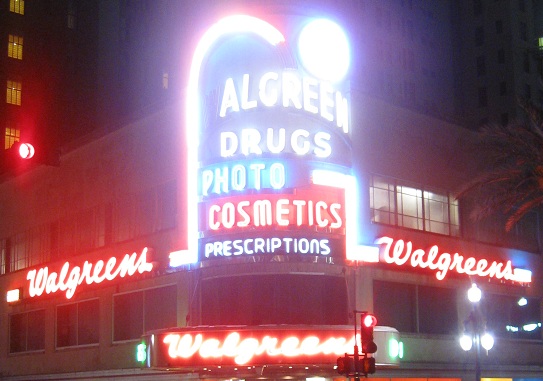 ALGREEN
DRUGS
PHOTO
COSMETICS
PRESCRIPTIONS
Walgreens
Walgreens
Walgreens